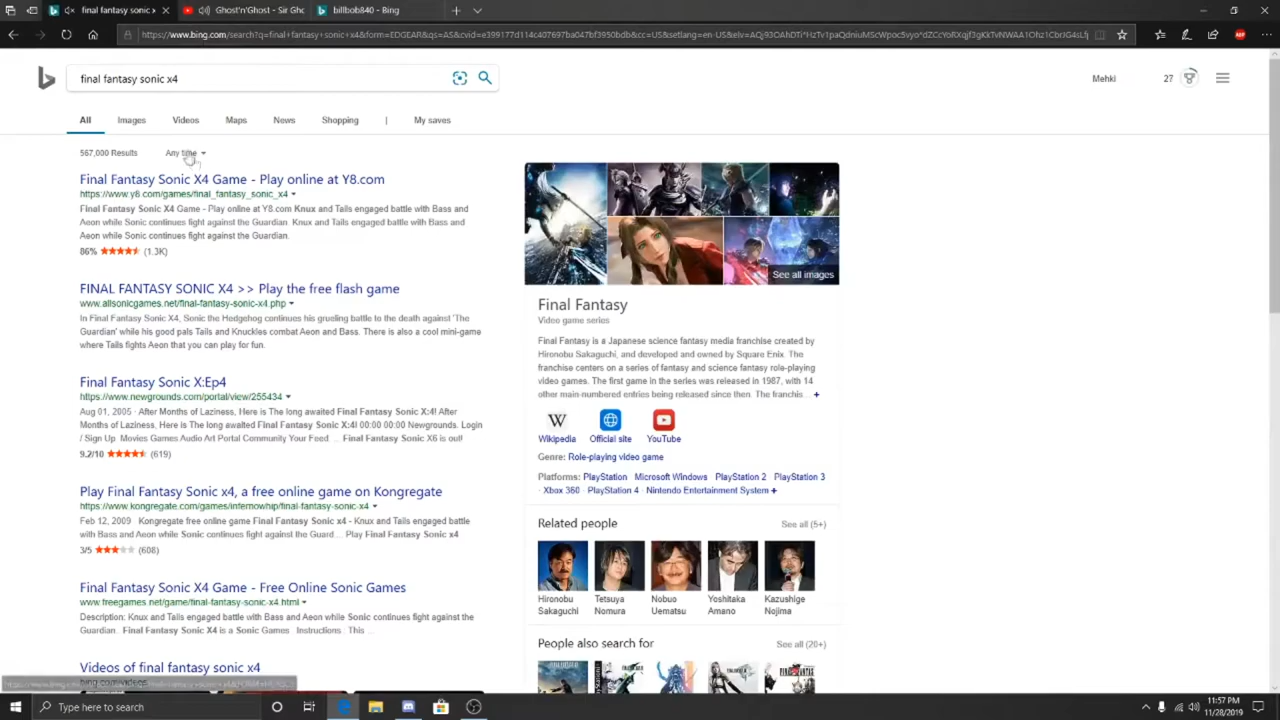 final fantasy sonic x4 -
Ghost'n'Ghost - Sir Gho
billbob840 - Bing
final fantasy sonic x4
Mehki
27
All
Images
Videos
Maps
News
Shopping
|
My saves
567,000 Results
Any time
Final Fantasy Sonic X4 Game - Play online at Y8.com
https://www.y8.com/games/final_fantasy_sonic_x4
Final Fantasy Sonic X4 Game - Play online at Y8.com Knux and Tails engaged battle with Bass and
Aeon while Sonic continues fight against the Guardian. Knux and Tails engaged battle with Bass and
Aeon while Sonic continues fight against the Guardian.
86% (1.3K)
FINAL FANTASY SONIC X4 >> Play the free flash game
www.allsonicgames.net/final-fantasy-sonic-x4.php
In Final Fantasy Sonic X4, Sonic the Hedgehog continues his grueling battle to the death against 'The
Guardian' while his good pals Tails and Knuckles combat Aeon and Bass. There is also a cool mini-game
where Tails fights Aeon that you can play for fun.
Final Fantasy Sonic X:Ep4
https://www.newgrounds.com/portal/view/255434
Aug 01, 2005 · After Months of Laziness, Here is The long awaited Final Fantasy Sonic X:4! After
Months of Laziness, Here is The long awaited Final Fantasy Sonic X:4! 00:00 00:00 Newgrounds. Login
/ Sign Up Movies Games Audio Art Portal Community Your Feed ... Final Fantasy Sonic X6 is out!
9.2/10 (619)
Play Final Fantasy Sonic x4, a free online game on Kongregate
https://www.kongregate.com/games/infernowhip/final-fantasy-sonic-x4
Feb 12, 2009 Kongregate free online game Final Fantasy Sonic x4 - Knux and Tails engaged battle
with Bass and Aeon while Sonic continues fight against the Guard... Play Final Fantasy Sonic x4
3/5 (608)
Final Fantasy Sonic X4 Game - Free Online Sonic Games
www.freegames.net/game/final-fantasy-sonic-x4.html
Description: Knux and Tails engaged battle with Bass and Aeon while Sonic continues fight against the
Guardian. Final Fantasy Sonic X4 is a Sonic Games Instructions : This ...
Videos of final fantasy sonic x4
bing.com/videos
See all images
Final Fantasy
Video game series
Final Fantasy is a Japanese science fantasy media franchise created by
Hironobu Sakaguchi, and developed and owned by Square Enix. The
franchise centers on a series of fantasy and science fantasy role-playing
video games. The first game in the series was released in 1987, with 14
other main-numbered entries being released since then. The franchis... +
Wikipedia
Official site
YouTube
Genre: Role-playing video game
Platforms: PlayStation Microsoft Windows PlayStation 2 PlayStation 3
· Xbox 360 · PlayStation 4 · Nintendo Entertainment System +
Related people
See all (5+)
Hironobu Sakaguchi
Tetsuya Nomura
Nobuo Uematsu
Yoshitaka Amano
Kazushige Nojima
People also search for
See all (20+)
Type here to search
11:57 PM
11/28/2019